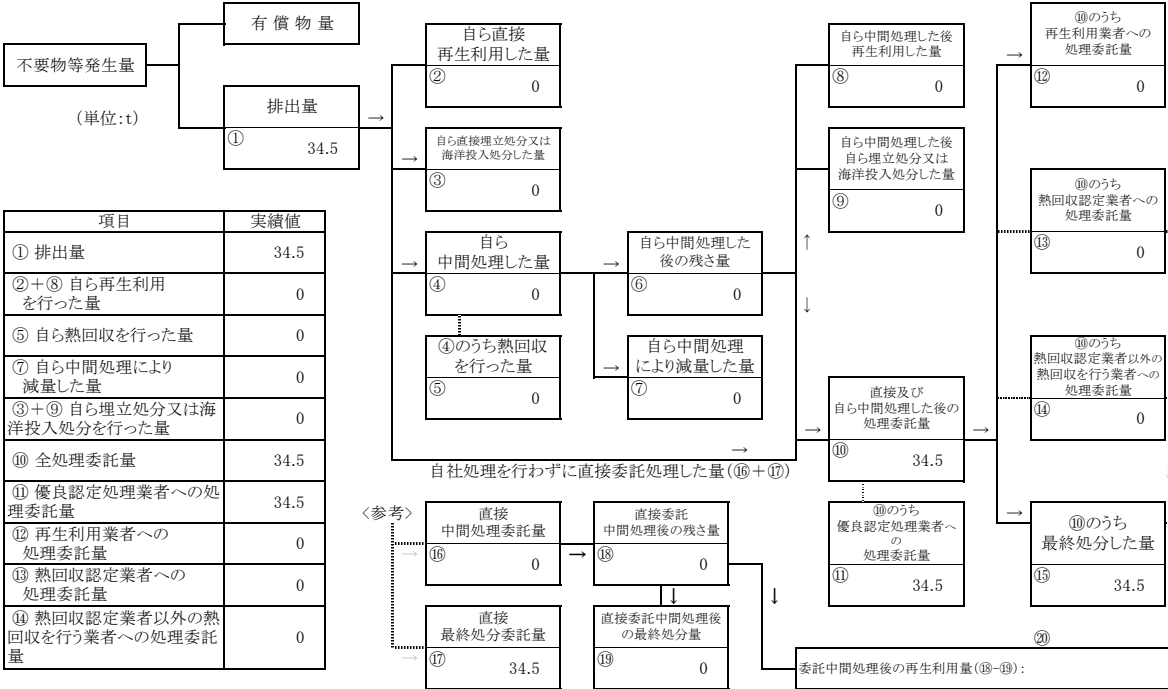 有 償 物 量
不要物等発生量
(単位:t)
排出量
①
34.5
→
項目 実績値
① 排出量 34.5
②+⑧ 自ら再生利用
を行った量 0
⑤ 自ら熱回収を行った量 0
⑦ 自ら中間処理により
減量した量 0
③+⑨ 自ら埋立処分又は海
洋投入処分を行った量 0
⑩ 全処理委託量 34.5
⑪ 優良認定処理業者への処
理委託量 34.5
⑫ 再生利用業者への
処理委託量 0
⑬ 熱回収認定業者への
処理委託量 0
⑭ 熱回収認定業者以外の熱
回収を行う業者への処理委託
量 0
自ら直接
再生利用した量
②
0
→
自ら直接埋立処分又は
海洋投入処分した量
③
0
→
自ら
中間処理した量
④
0
④のうち熱回収
を行った量
⑤
0
→
自ら中間処理した
後の残さ量
⑥
0
→
自ら中間処理
により減量した量
⑦
0
→
自社処理を行わずに直接委託処理した量(⑯+⑰)
<参考>
→
直接
中間処理委託量
⑯
0
→
直接委託
中間処理後の残さ量
⑱
0
↓
↓
→
直接
最終処分委託量
⑰
34.5
直接委託中間処理後
の最終処分量
⑲
0
自ら中間処理した後
再生利用した量
⑧
0
自ら中間処理した後
自ら埋立処分又は
海洋投入処分した量
⑨
0
↑
↓
→
直接及び
自ら中間処理した後の
処理委託量
⑩
34.5
→
⑩のうち
優良認定処理業者へ
の
処理委託量
⑪
34.5
→
⑩のうち
再生利用業者への
処理委託量
⑫
0
⑩のうち
熱回収認定業者への
処理委託量
⑬
0
⑩のうち
熱回収認定業者以外の
熱回収を行う業者への
処理委託量
⑭
0
→
⑩のうち
最終処分した量
⑮
34.5
⑳
委託中間処理後の再生利用量(⑱-⑲):